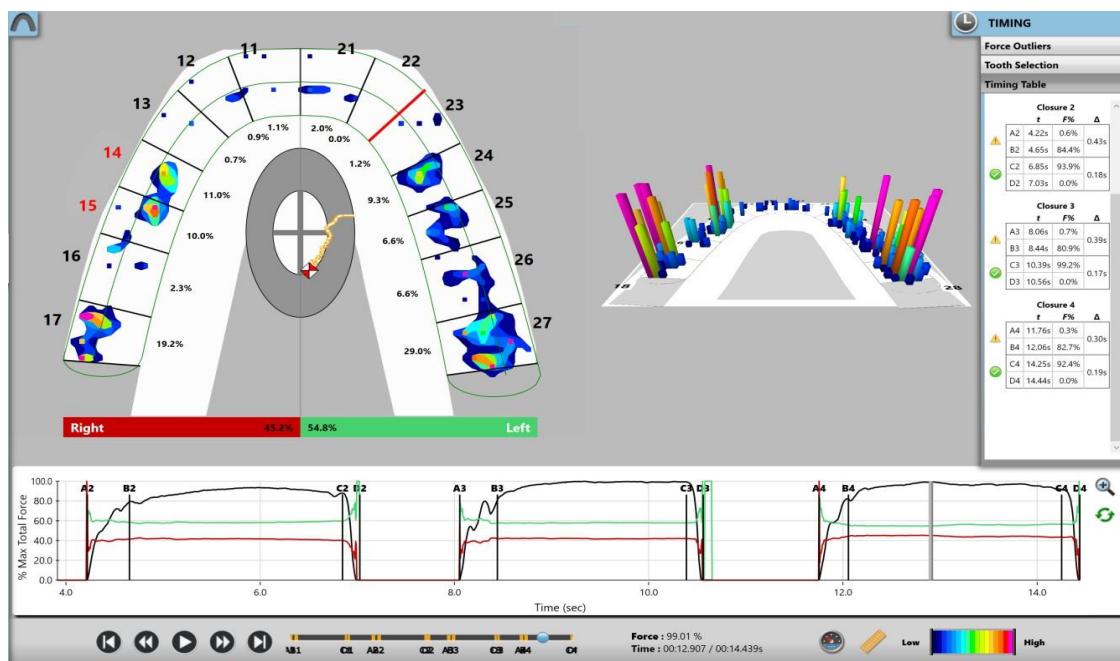 TIMING
Force Outliers
Tooth Selection
Timing Table
Closure 2
t F% Δ
A2 4.22s 0.6% 0.43s
B2 4.65s 84.4%
C2 6.85s 93.9% 0.18s
D2 7.03s 0.0%
Closure 3
t F% Δ
A3 8.06s 0.7% 0.39s
B3 8.44s 80.9%
C3 10.39s 99.2% 0.17s
D3 10.56s 0.0%
Closure 4
t F% Δ
A4 11.76s 0.3% 0.30s
B4 12.06s 82.7%
C4 14.25s 92.4% 0.19s
D4 14.44s 0.0%
11 21
12 22
13 23
14 24
15 25
16 26
17 27
1.1% 2.0%
0.9% 0.0%
0.7% 1.2%
11.0% 9.3%
10.0% 6.6%
2.3% 6.6%
19.2% 29.0%
Right 45.2% 54.8% Left
18 28
% Max Total Force
100.0
80.0
60.0
40.0
20.0
0.0
A2 B2 C2 D2 A3 B3 C3 D3 A4 B4 C4 D4
4.0 6.0 8.0 10.0 12.0 14.0
Time (sec)
Force : 99.01 %
Time : 00:12.907 / 00:14.439s
Low High